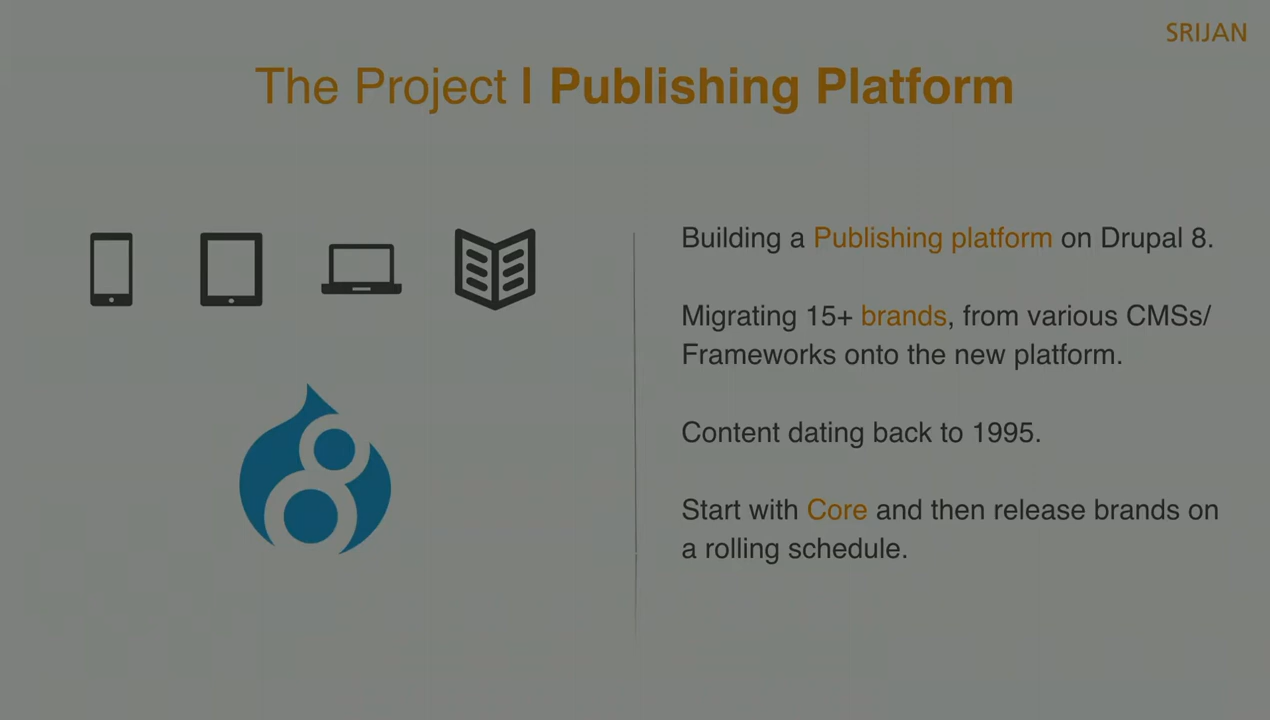 SRIJAN
The Project | Publishing Platform
Building a Publishing platform on Drupal 8.
Migrating 15+ brands, from various CMSs/
Frameworks onto the new platform.
Content dating back to 1995.
Start with Core and then release brands on
a rolling schedule.
8